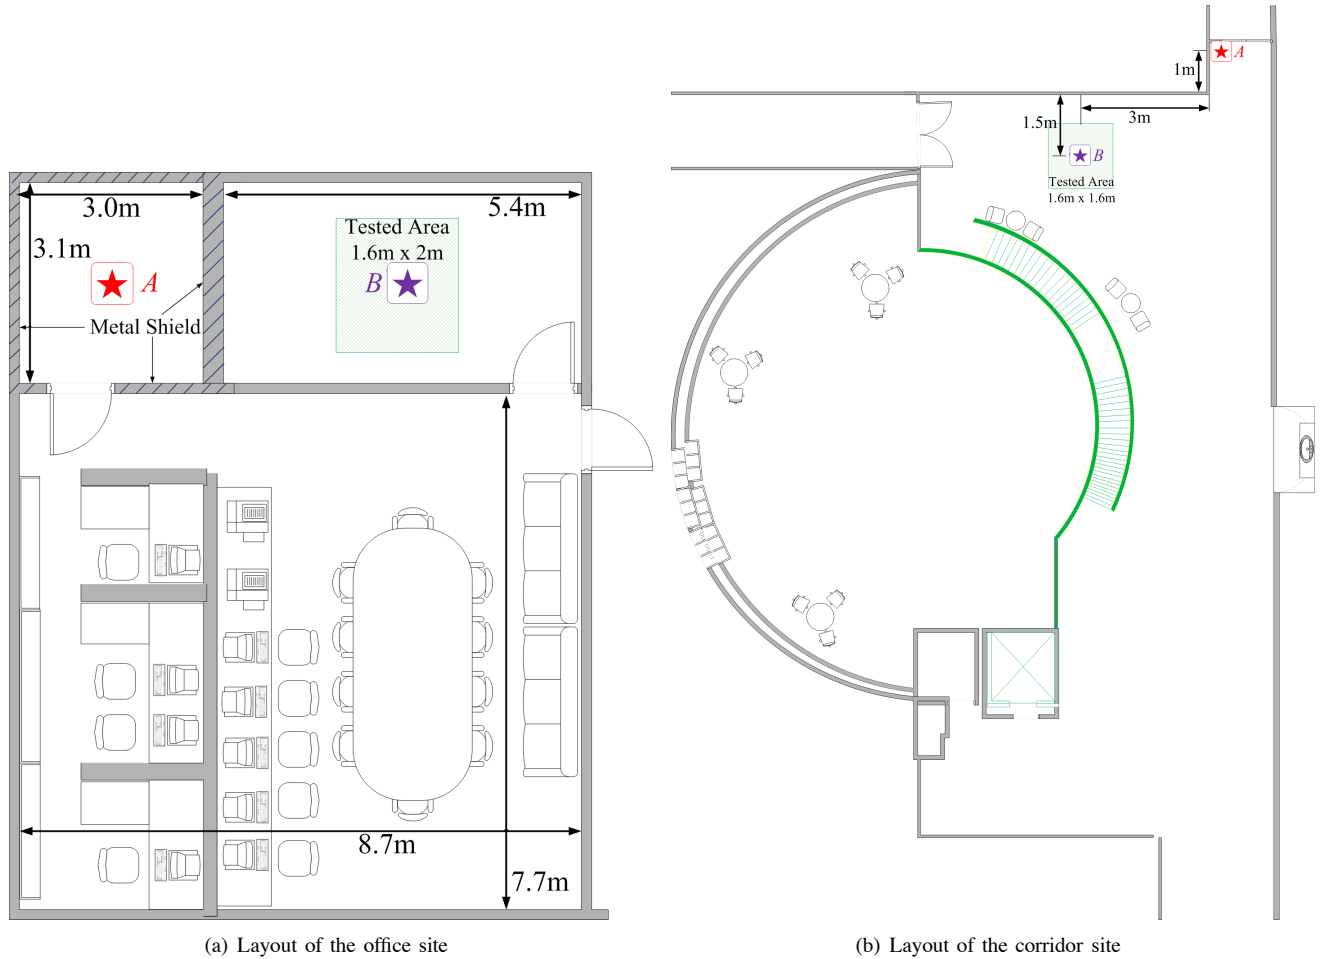 3.0m
5.4m
3.1m
Tested Area
1.6m x 2m
A
B
Metal Shield
8.7m
7.7m
(a) Layout of the office site
A
1m
3m
1.5m
B
Tested Area
1.6m x 1.6m
(b) Layout of the corridor site